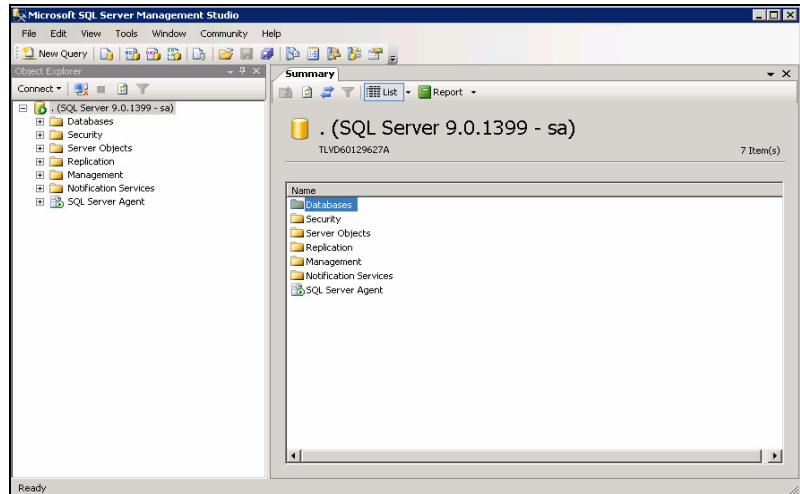 Microsoft SQL Server Management Studio
File Edit View Tools Window Community Help
New Query
Object Explorer
Connect
. (SQL Server 9.0.1399 - sa)
Databases
Security
Server Objects
Replication
Management
Notification Services
SQL Server Agent
Summary
List Report
. (SQL Server 9.0.1399 - sa)
TLVD60129627A
7 Item(s)
Name
Databases
Security
Server Objects
Replication
Management
Notification Services
SQL Server Agent
Ready